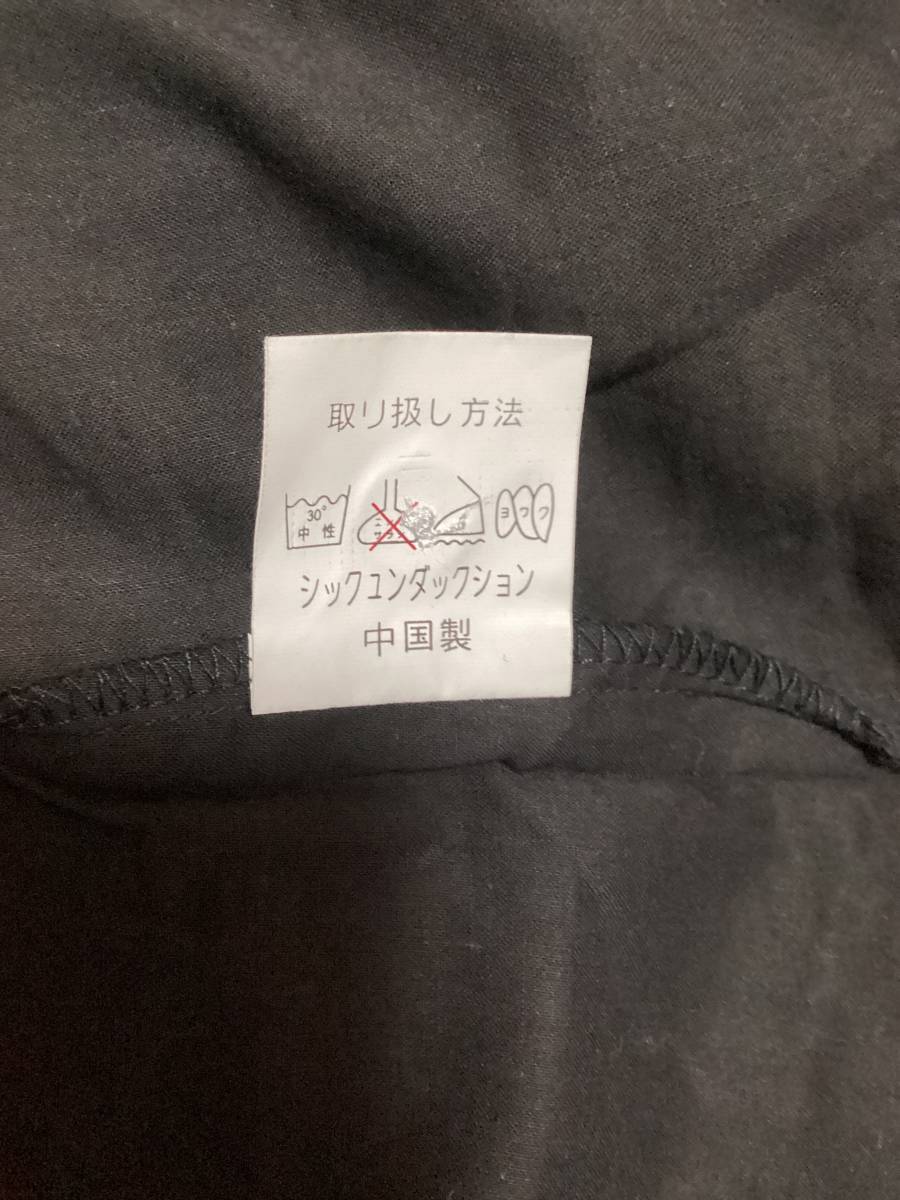 取り扱し方法
30°
中性
ヨワク
シックユンダックション
中国製